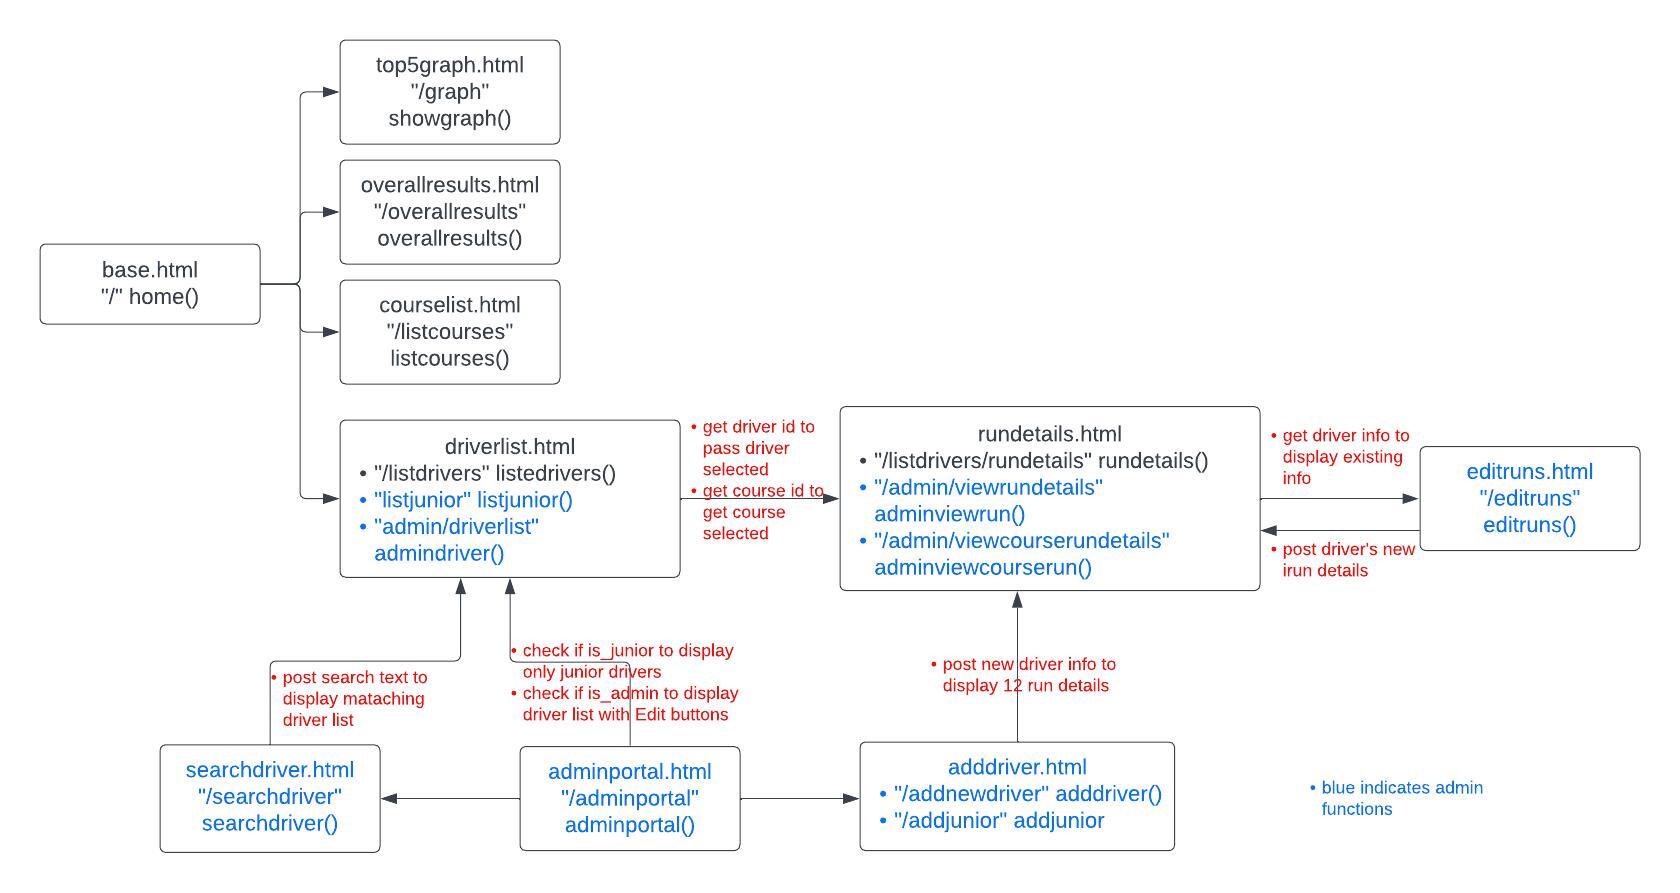 top5graph.html
"/graph"
showgraph()
overallresults.html
"/overallresults"
overallresults()
base.html
"/" home()
courselist.html
"/listcourses"
listcourses()
driverlist.html
• "/listdrivers" listedrivers()
• "listjunior" listjunior()
• "admin/driverlist"
admindriver()
• get driver id to
pass driver
selected
• get course id to
get course
selected
rundetails.html
• "/listdrivers/rundetails" rundetails()
• "/admin/viewrundetails"
adminviewrun()
• "/admin/viewcourserundetails"
adminviewcourserun()
• get driver info to
display existing
info
• post driver's new
irun details
editruns.html
"/editruns"
editruns()
• post search text to
display mataching
driver list
• check if is_junior to display
only junior drivers
• check if is_admin to display
driver list with Edit buttons
• post new driver info to
display 12 run details
searchdriver.html
"/searchdriver"
searchdriver()
adminportal.html
"/adminportal"
adminportal()
adddriver.html
• "/addnewdriver" adddriver()
• "/addjunior" addjunior
• blue indicates admin
functions